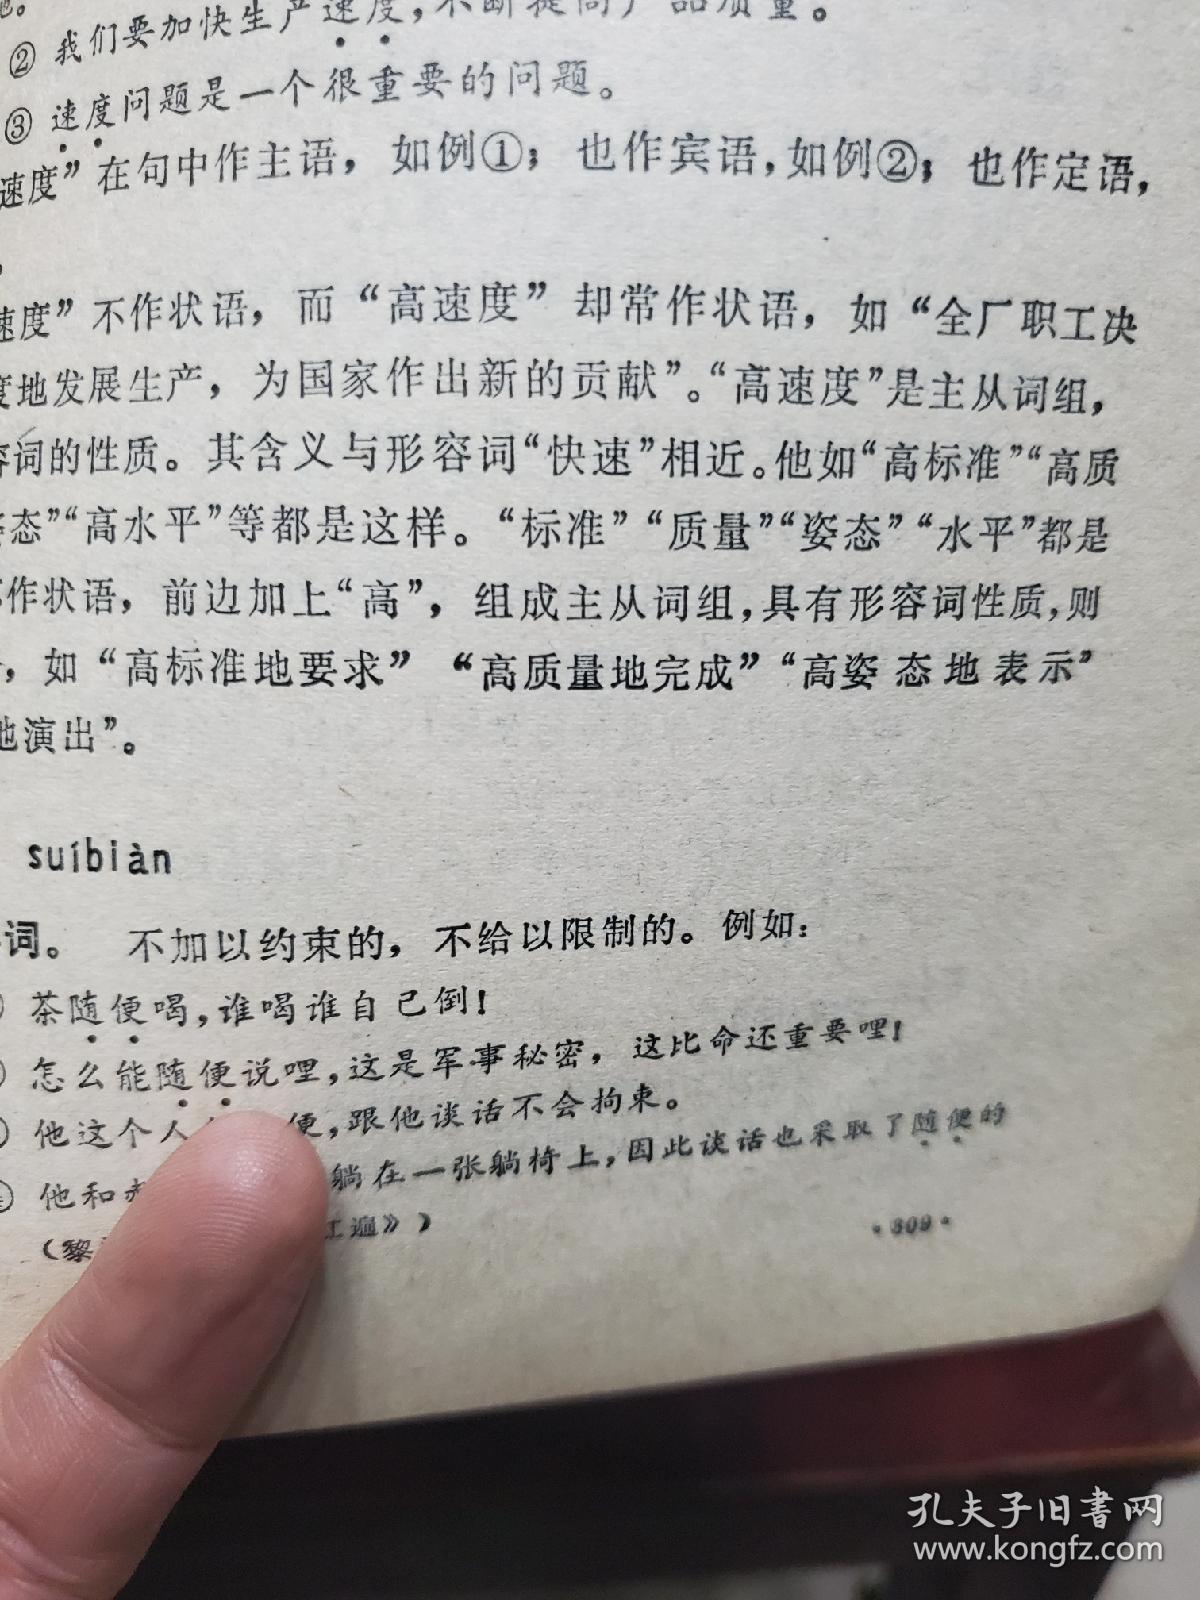 ②我们要加快生产速度，不断提高产品质量。
③速度问题是一个很重要的问题。
速度”在句中作主语，如例①；也作宾语，如例②；也作定语，
速度”不作状语，而“高速度”却常作状语，如“全厂职工决
度地发展生产，为国家作出新的贡献”。“高速度”是主从词组，
容词的性质。其含义与形容词“快速”相近。他如“高标准”“高质
姿态”“高水平”等都是这样。“标准”“质量”“姿态”“水平”都是
作状语，前边加上“高”，组成主从词组，具有形容词性质，则
，如“高标准地要求”“高质量地完成”“高姿态地表示”
地演出”。
suíbiàn
词。 不加以约束的，不给以限制的。例如：
茶随便喝，谁喝谁自己倒！
怎么能随便说哩，这是军事秘密，这比命还重要哩！
他这个人 便，跟他谈话不会拘束。
他和 躺在一张躺椅上，因此谈话也采取了随便的
（黎 江遍》）
·309·
孔夫子旧书网
www.kongfz.com